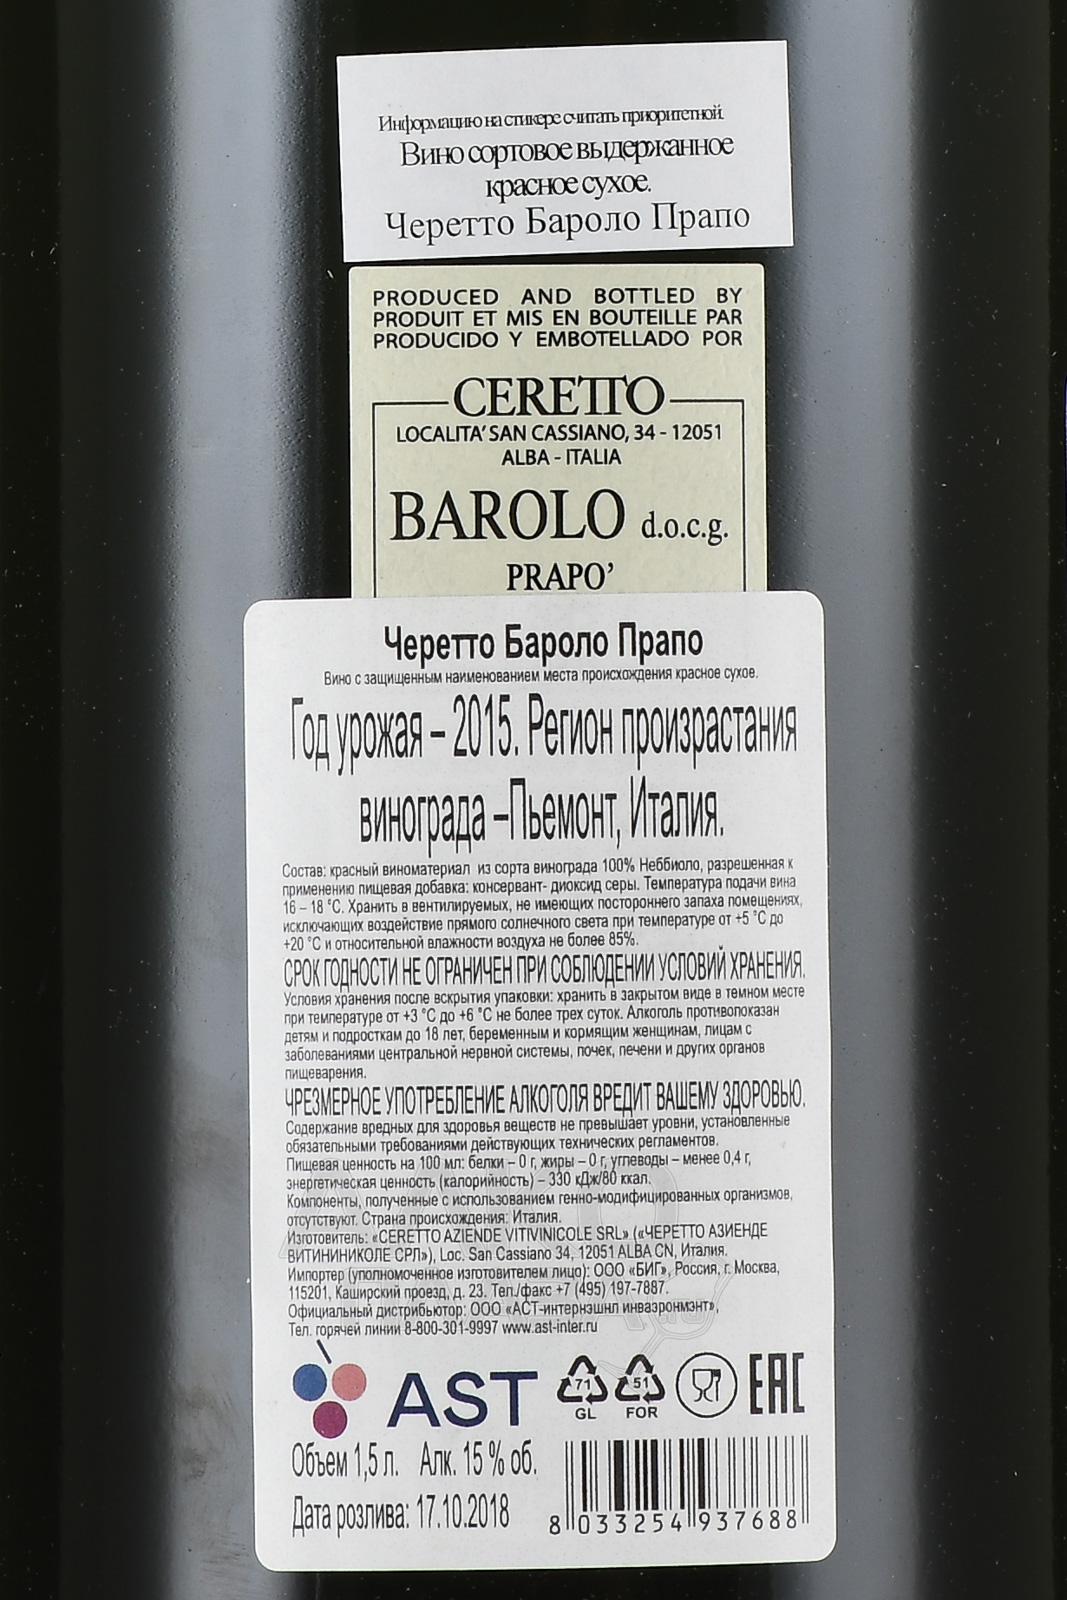 Информацию на стикере считать приоритетной.
Вино сортовое выдержанное
красное сухое.
Черетто Бароло Прапо
PRODUCED AND BOTTLED BY
PRODUIT ET MIS EN BOUTEILLE PAR
PRODUCIDO Y EMBOTELLADO POR
CERETTO
LOCALITA' SAN CASSIANO, 34 - 12051
ALBA - ITALIA
BAROLO d.o.c.g.
PRAPO'
Черетто Бароло Прапо
Вино с защищенным наименованием места происхождения красное сухое.
Год урожая – 2015. Регион произрастания
винограда –Пьемонт, Италия.
Состав: красный виноматериал из сорта винограда 100% Неббиоло, разрешенная к
применению пищевая добавка: консервант- диоксид серы. Температура подачи вина
16 – 18 °С. Хранить в вентилируемых, не имеющих постороннего запаха помещениях,
исключающих воздействие прямого солнечного света при температуре от +5 °С до
+20 °С и относительной влажности воздуха не более 85%.
СРОК ГОДНОСТИ НЕ ОГРАНИЧЕН ПРИ СОБЛЮДЕНИИ УСЛОВИЙ ХРАНЕНИЯ.
Условия хранения после вскрытия упаковки: хранить в закрытом виде в темном месте
при температуре от +3 °С до +6 °С не более трех суток. Алкоголь противопоказан
детям и подросткам до 18 лет, беременным и кормящим женщинам, лицам с
заболеваниями центральной нервной системы, почек, печени и других органов
пищеварения.
ЧРЕЗМЕРНОЕ УПОТРЕБЛЕНИЕ АЛКОГОЛЯ ВРЕДИТ ВАШЕМУ ЗДОРОВЬЮ.
Содержание вредных для здоровья веществ не превышает уровни, установленные
обязательными требованиями действующих технических регламентов.
Пищевая ценность на 100 мл: белки – 0 г, жиры – 0 г, углеводы – менее 0,4 г,
энергетическая ценность (калорийность) – 330 кДж/80 ккал.
Компоненты, полученные с использованием генно-модифицированных организмов,
отсутствуют. Страна происхождения: Италия.
Изготовитель: «CERETTO AZIENDE VITIVINICOLE SRL» («ЧЕРЕТТО АЗИЕНДЕ
ВИТИНИНИКОЛЕ СРЛ»), Loc. San Cassiano 34, 12051 ALBA CN, Италия.
Импортер (уполномоченное изготовителем лицо): ООО «БИГ», Россия, г. Москва,
115201, Каширский проезд, д. 23. Тел./факс +7 (495) 197-7887.
Официальный дистрибьютор: ООО «АСТ-интернэшнл инваэронмэнт»,
Тел. горячей линии 8-800-301-9997 www.ast-inter.ru
AST 71 GL 51 FOR EAC
Объем 1,5 л. Алк. 15 % об.
Дата розлива: 17.10.2018
8 033254 937688